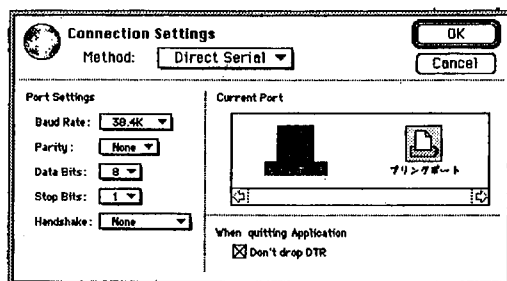 Connection Settings
Method: Direct Serial
OK
Cancel
Port Settings
Baud Rate: 38.4K
Parity: None
Data Bits: 8
Stop Bits: 1
Handshake: None
Current Port
プリンタポート
When quitting Application
Don't drop DTR